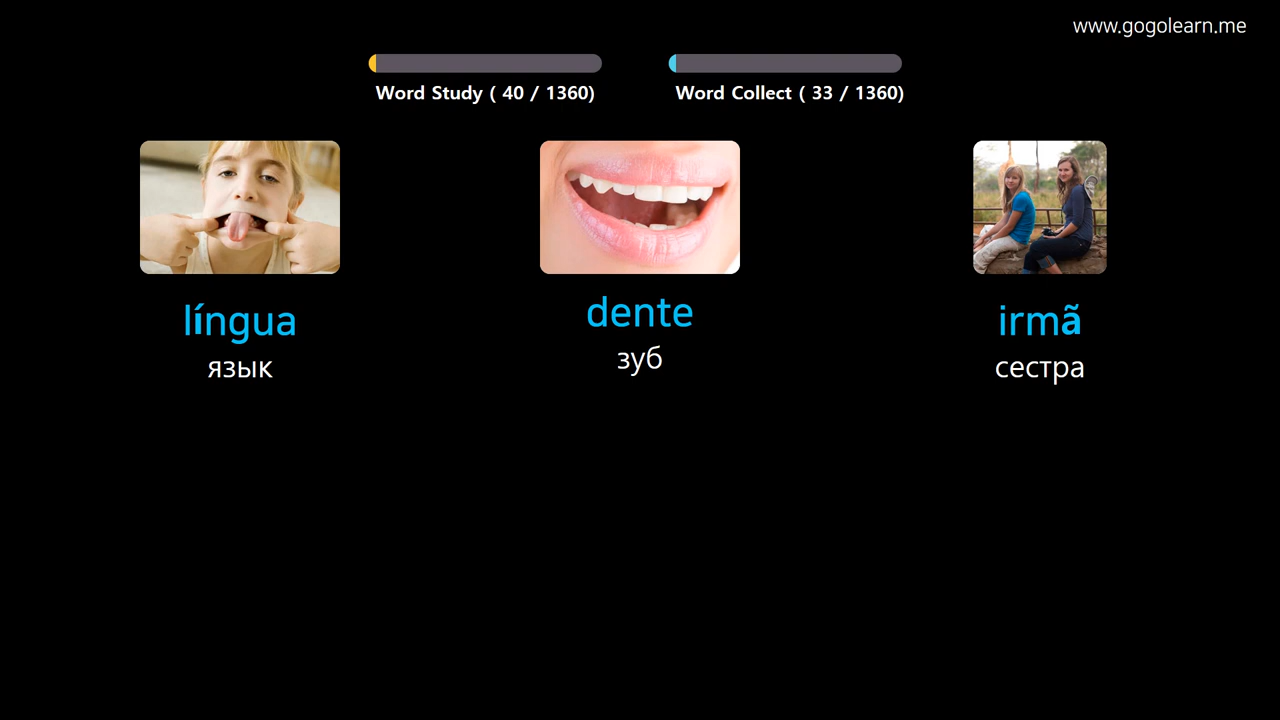 www.gogolearn.me
Word Study ( 40 / 1360)
Word Collect ( 33 / 1360)
língua
dente
irmã
язык
зуб
сестра